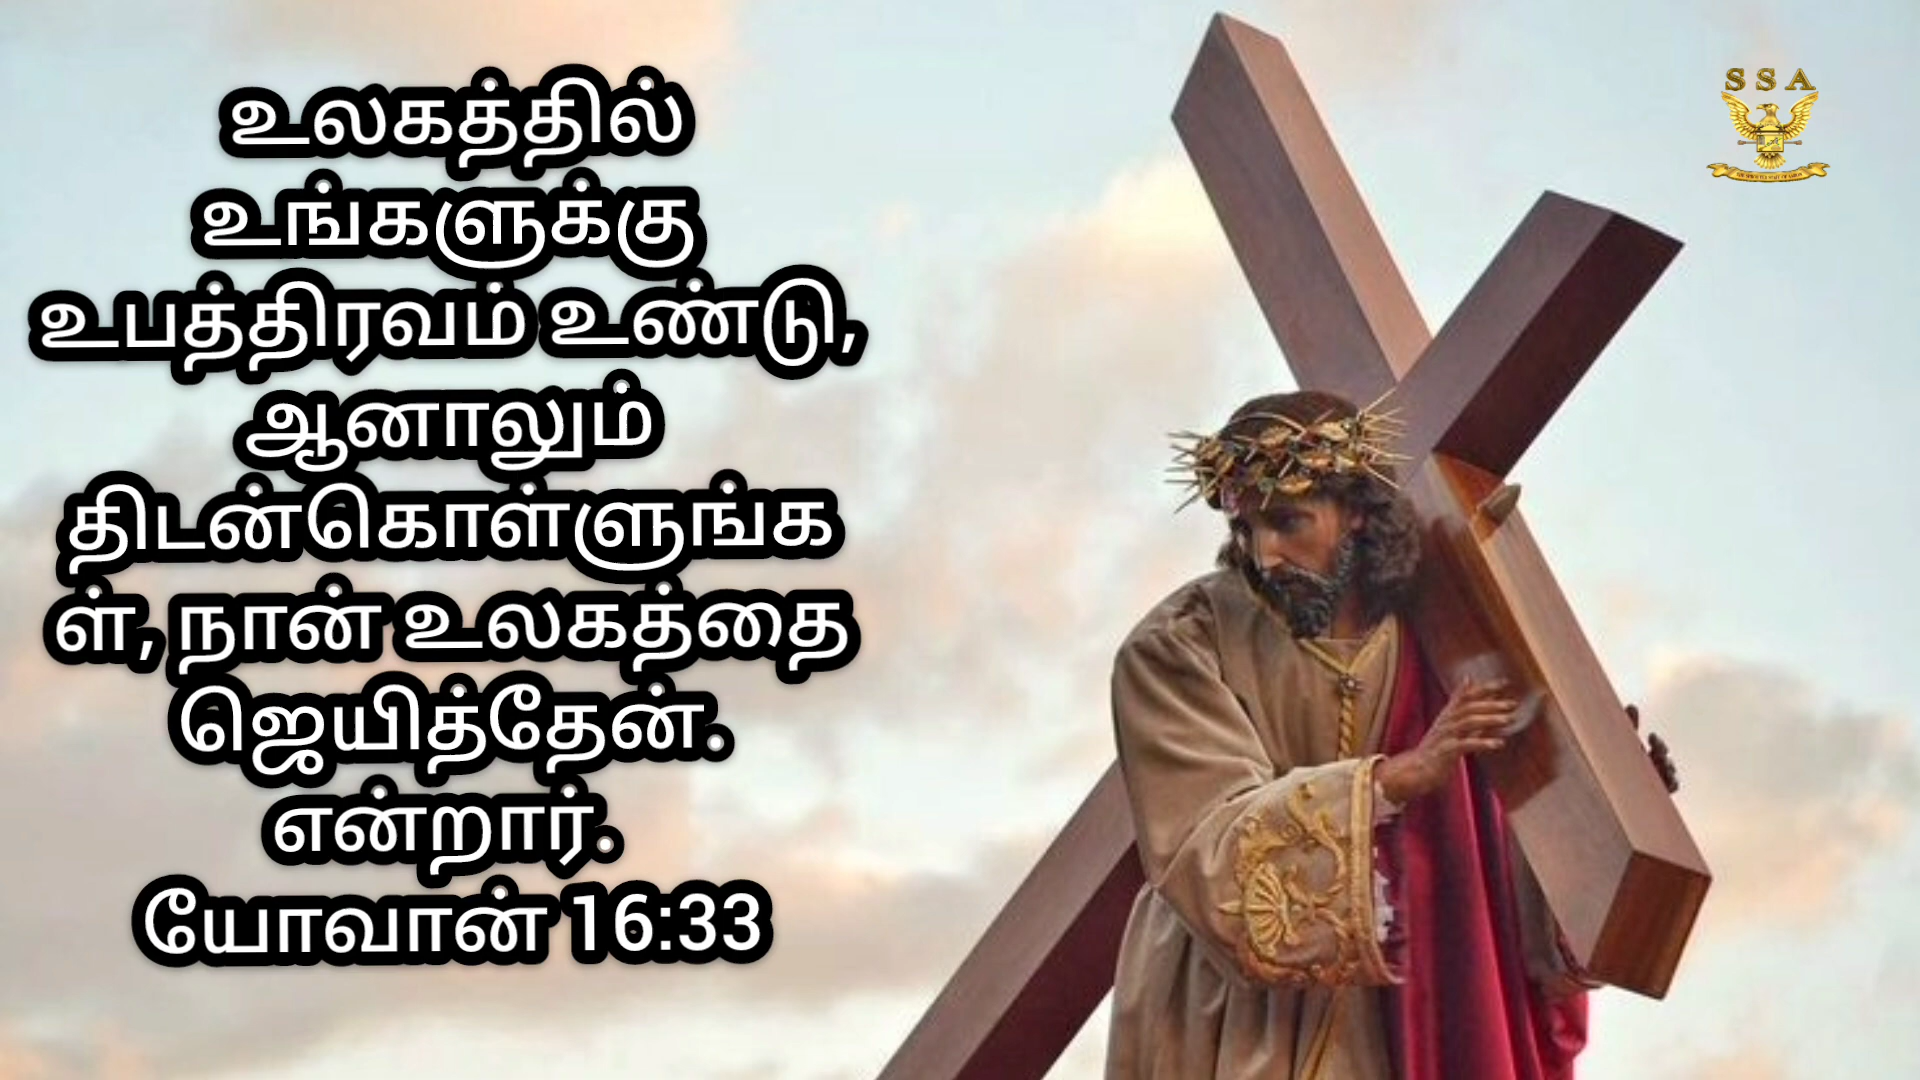 உலகத்தில்
உங்களுக்கு
உபத்திரவம் உண்டு,
ஆனாலும்
திடன்கொள்ளுங்க
ள், நான் உலகத்தை
ஜெயித்தேன்.
என்றார்.
யோவான் 16:33
SSA